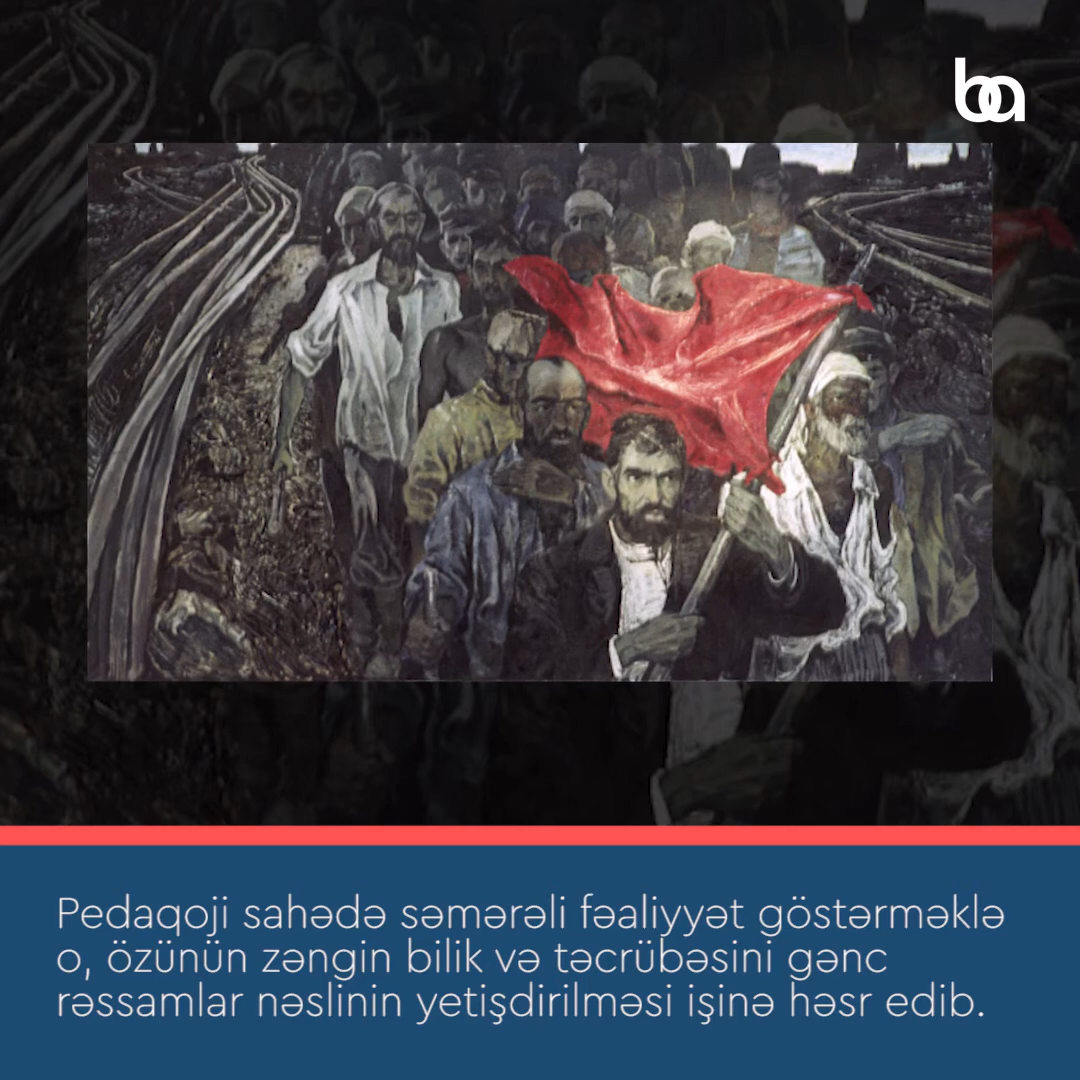 ba
Pedaqoji sahədə səmərəli fəaliyyət göstərməklə
o, özünün zəngin bilik və təcrübəsini gənc
rəssamlar nəslinin yetişdirilməsi işinə həsr edib.